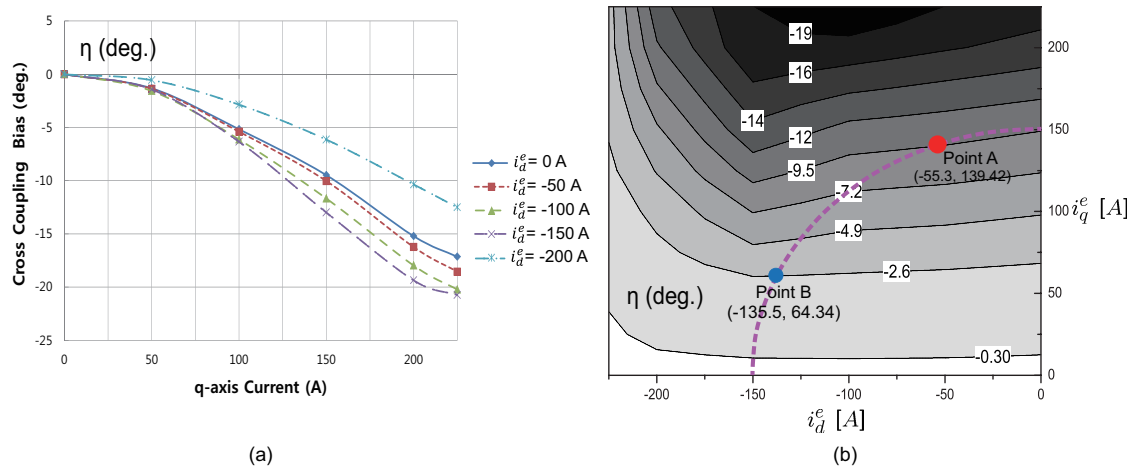 η (deg.)
Cross Coupling Bias (deg.)
5
0
-5
-10
-15
-20
-25
0
50
100
150
200
q-axis Current (A)
i_d^e = 0 A
i_d^e = -50 A
i_d^e = -100 A
i_d^e = -150 A
i_d^e = -200 A
(a)
-19
-16
-14
-12
-9.5
-7.2
-4.9
-2.6
-0.30
Point A
(-55.3, 139.42)
Point B
(-135.5, 64.34)
η (deg.)
200
150
100
50
0
i_q^e [A]
-200
-150
-100
-50
0
i_d^e [A]
(b)